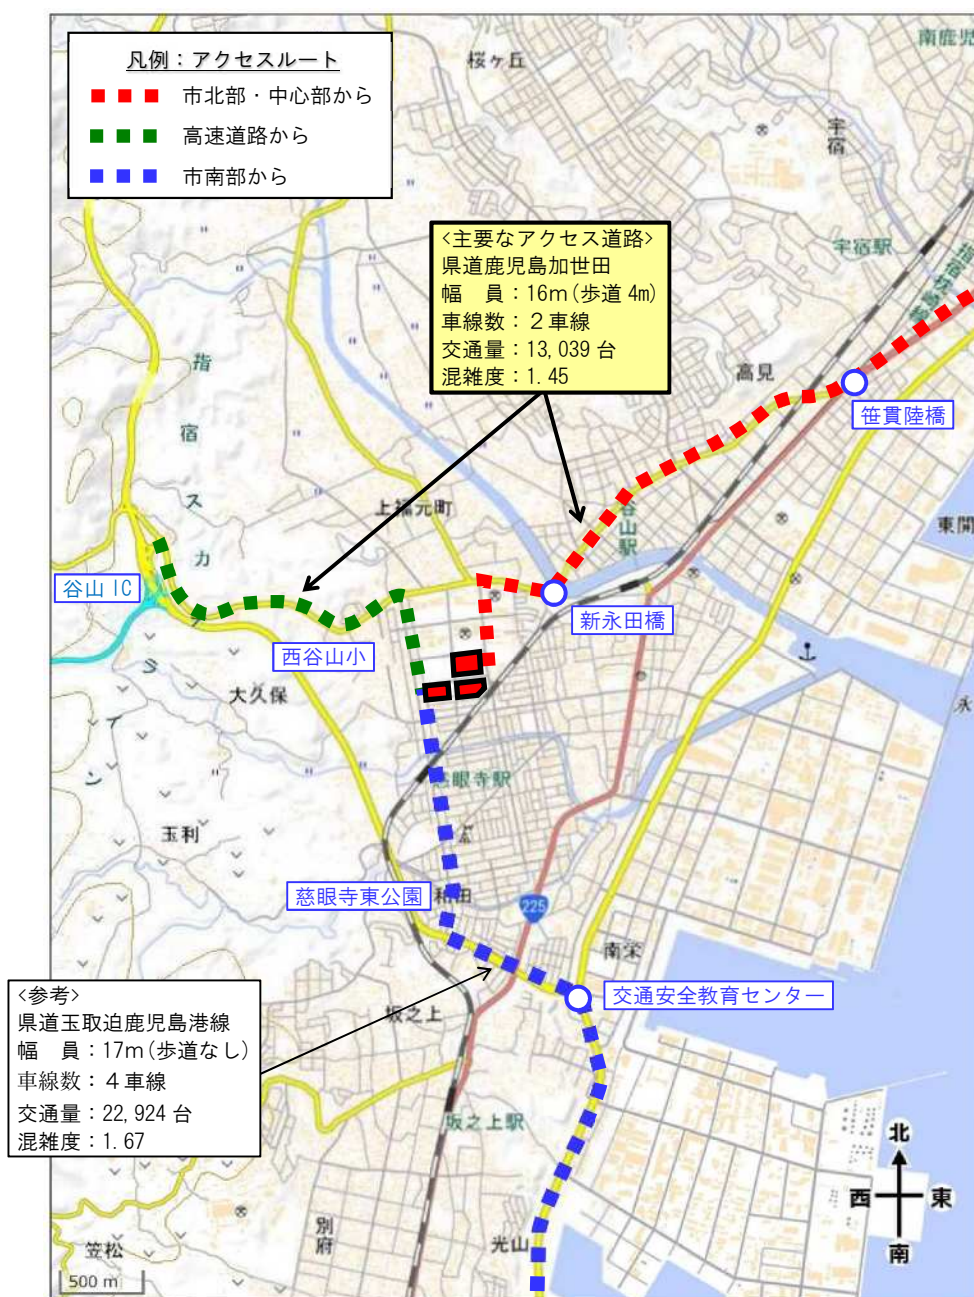 凡例：アクセスルート
市北部・中心部から
高速道路から
市南部から
桜ヶ丘
宇宿
宇宿駅
指宿枕崎線
<主要なアクセス道路>
県道鹿児島加世田
幅　員：16m(歩道 4m)
車線数：２車線
交通量：13,039 台
混雑度：1.45
高見
笹貫陸橋
指宿スカイライン
上福元町
谷山駅
東開
谷山 IC
新永田橋
西谷山小
大久保
永
慈眼寺駅
玉利
慈眼寺東公園
和田
225
南栄
交通安全教育センター
<参考>
県道玉取迫鹿児島港線
幅　員：17m(歩道なし)
車線数：４車線
交通量：22,924 台
混雑度：1.67
坂之上
坂之上駅
北
西
東
南
別府
光山
笠松
500 m